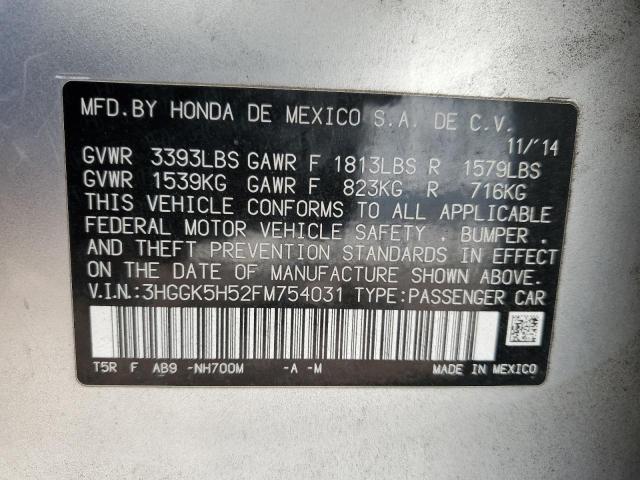 MFD.BY HONDA DE MEXICO S.A. DE C.V.
11/'14
GVWR 3393LBS GAWR F 1813LBS R 1579LBS
GVWR 1539KG GAWR F 823KG R 716KG
THIS VEHICLE CONFORMS TO ALL APPLICABLE
FEDERAL MOTOR VEHICLE SAFETY , BUMPER ,
AND THEFT PREVENTION STANDARDS IN EFFECT
ON THE DATE OF MANUFACTURE SHOWN ABOVE.
V.I.N.:3HGGK5H52FM754031 TYPE:PASSENGER CAR
T5R F AB9 -NH700M -A -M MADE IN MEXICO